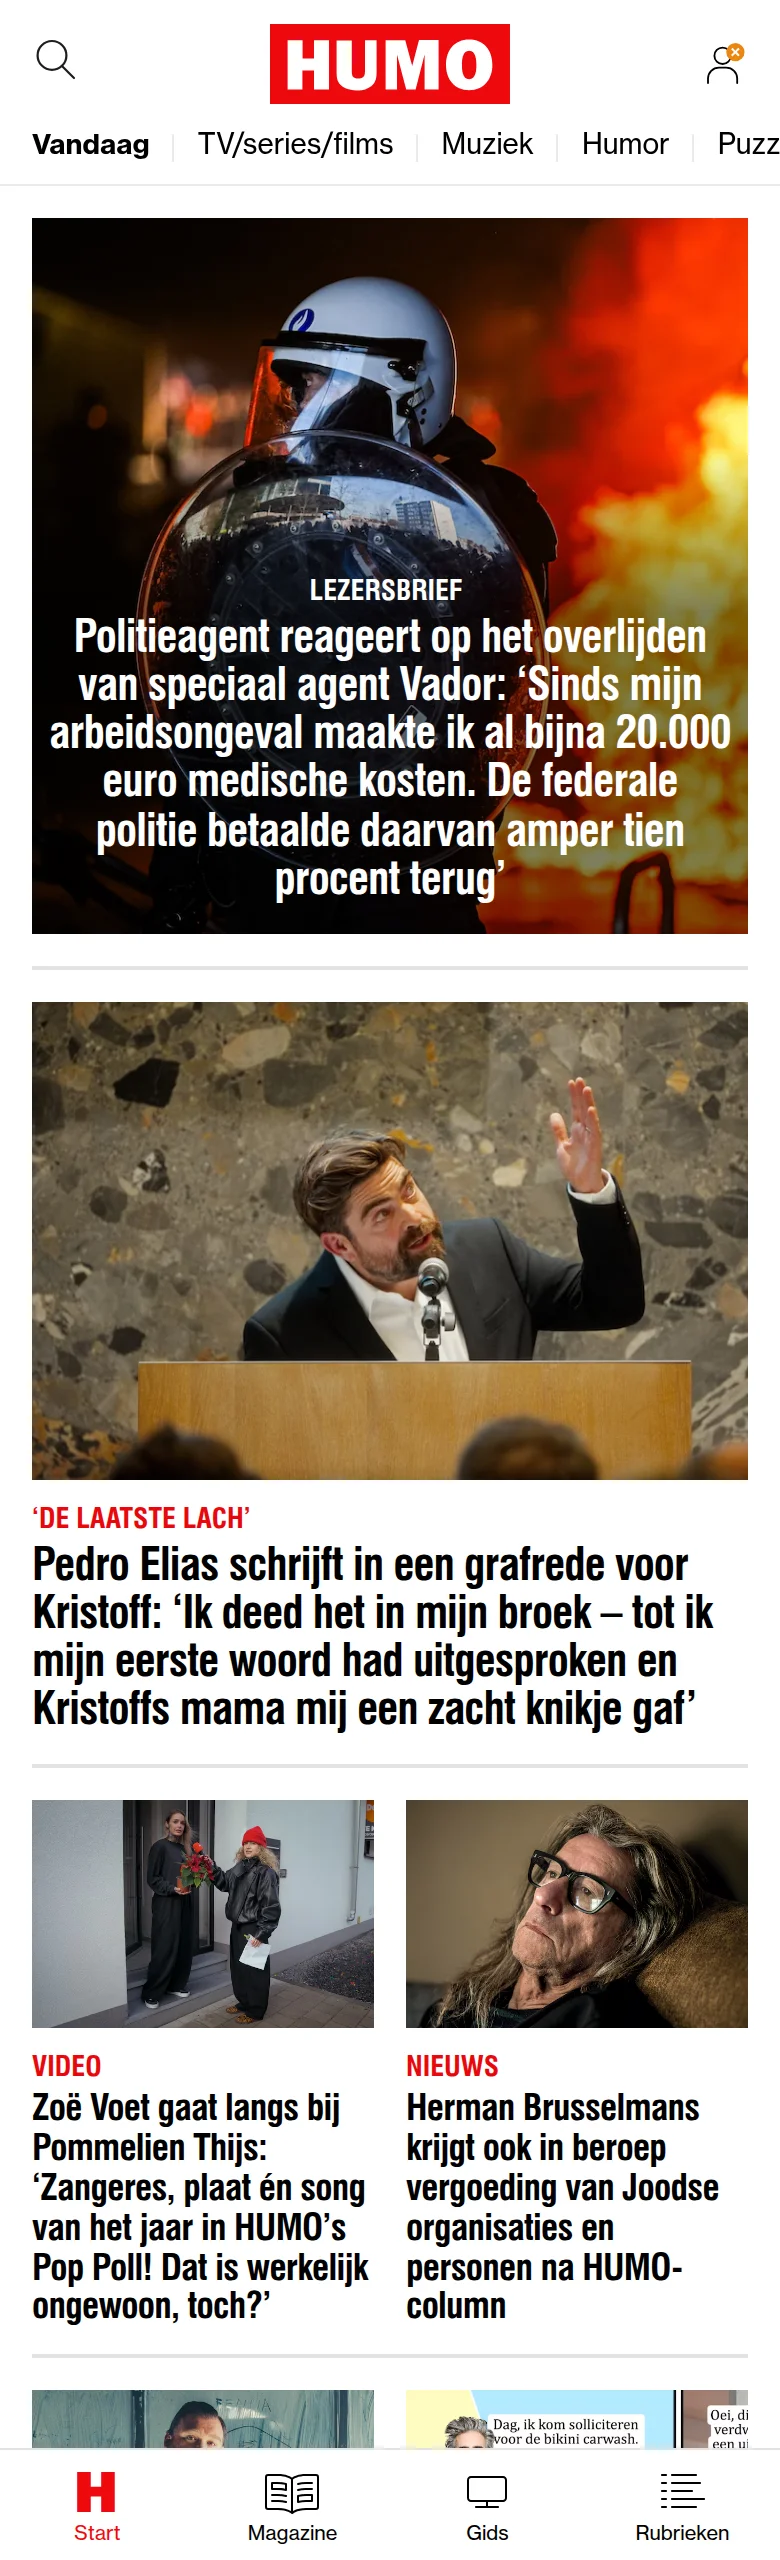 HUMO
Vandaag
TV/series/films
Muziek
Humor
Puzz
LEZERSBRIEF
Politieagent reageert op het overlijden
van speciaal agent Vador: ‘Sinds mijn
arbeidsongeval maakte ik al bijna 20.000
euro medische kosten. De federale
politie betaalde daarvan amper tien
procent terug’
‘DE LAATSTE LACH’
Pedro Elias schrijft in een grafrede voor
Kristoff: ‘Ik deed het in mijn broek – tot ik
mijn eerste woord had uitgesproken en
Kristoffs mama mij een zacht knikje gaf’
VIDEO
Zoë Voet gaat langs bij
Pommelien Thijs:
‘Zangeres, plaat én song
van het jaar in HUMO’s
Pop Poll! Dat is werkelijk
ongewoon, toch?’
NIEUWS
Herman Brusselmans
krijgt ook in beroep
vergoeding van Joodse
organisaties en
personen na HUMO-
column
Dag, ik kom solliciteren
voor de bikini carwash.
Oei, di
verdw
een ui
H
Start
Magazine
Gids
Rubrieken